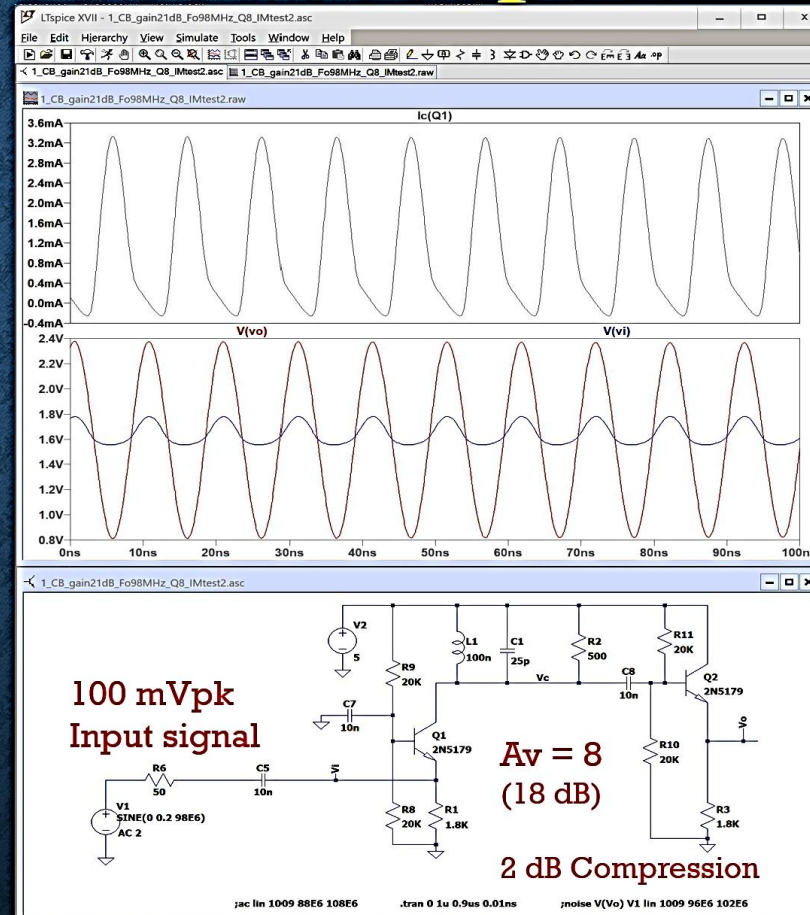 LTspice XVII - 1_CB_gain21dB_Fo98MHz_Q8_IMtest2.asc
File Edit Hierarchy View Simulate Tools Window Help
1_CB_gain21dB_Fo98MHz_Q8_IMtest2.asc 1_CB_gain21dB_Fo98MHz_Q8_IMtest2.raw
1_CB_gain21dB_Fo98MHz_Q8_IMtest2.raw
Ic(Q1)
3.6mA
3.2mA
2.8mA
2.4mA
2.0mA
1.6mA
1.2mA
0.8mA
0.4mA
0.0mA
-0.4mA
V(vo) V(vi)
2.4V
2.2V
2.0V
1.8V
1.6V
1.4V
1.2V
1.0V
0.8V
0ns 10ns 20ns 30ns 40ns 50ns 60ns 70ns 80ns 90ns 100n
1_CB_gain21dB_Fo98MHz_Q8_IMtest2.asc
100 mVpk
Input signal
V2
5
R9
20K
L1
100n
C1
25p
R2
500
R11
20K
C7
10n
Vc
C8
10n
Q2
2N5179
Q1
2N5179
Av = 8
(18 dB)
R10
20K
Vo
R6
50
C5
10n
Vi
V1
SINE(0 0.2 98E6)
AC 2
R8
20K
R1
1.8K
R3
1.8K
2 dB Compression
;ac lin 1009 88E6 108E6 .tran 0 1u 0.9us 0.01ns ;noise V(Vo) V1 lin 1009 96E6 102E6